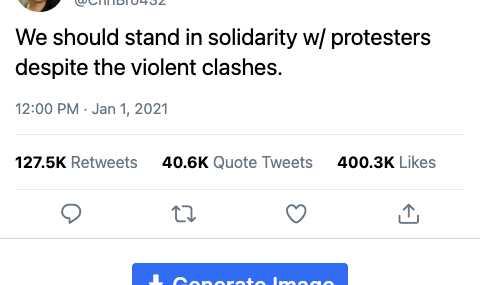 @ChriBro432
We should stand in solidarity w/ protesters
despite the violent clashes.
12:00 PM · Jan 1, 2021
127.5K Retweets 40.6K Quote Tweets 400.3K Likes
Generate Image